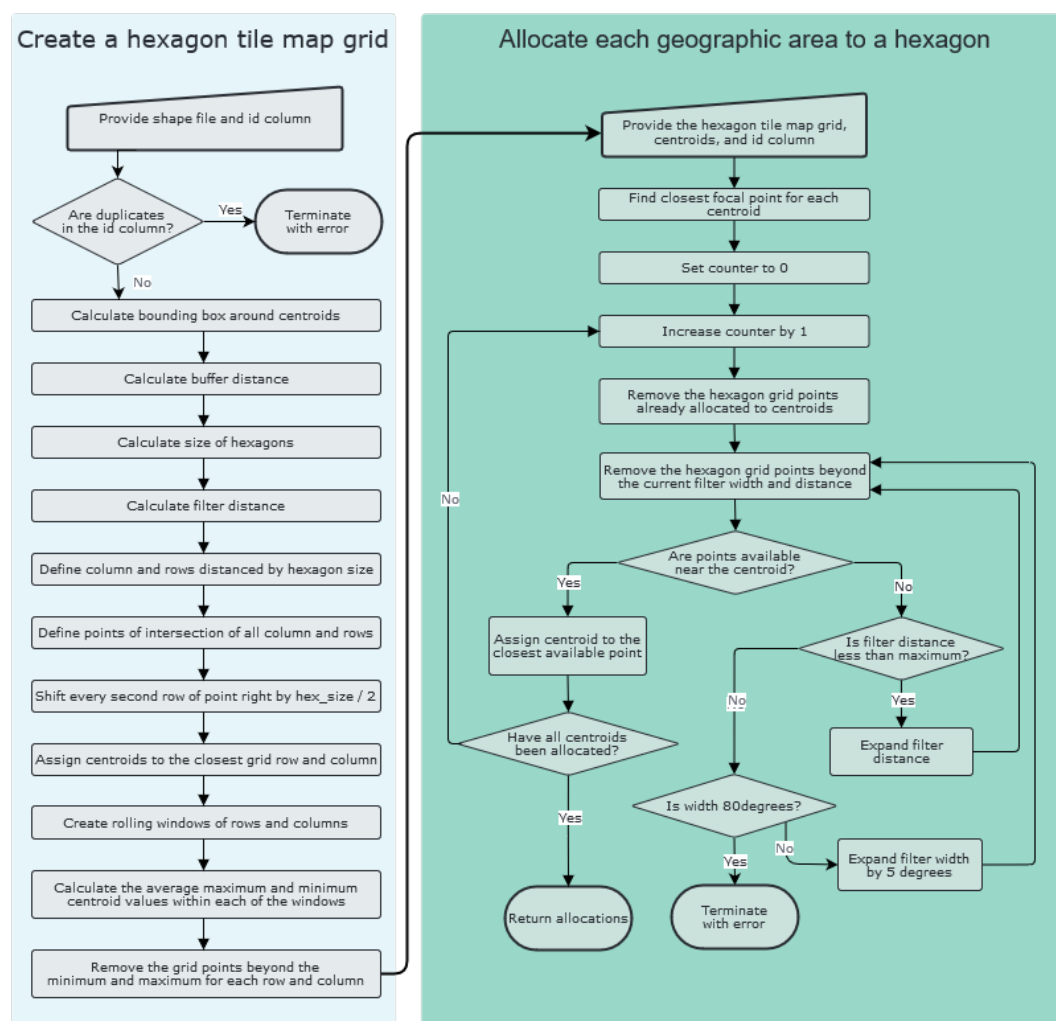 Create a hexagon tile map grid
Provide shape file and id column
Are duplicates
in the id column?
Yes
Terminate
with error
No
Calculate bounding box around centroids
Calculate buffer distance
Calculate size of hexagons
Calculate filter distance
Define column and rows distanced by hexagon size
Define points of intersection of all column and rows
Shift every second row of point right by hex_size / 2
Assign centroids to the closest grid row and column
Create rolling windows of rows and columns
Calculate the average maximum and minimum
centroid values within each of the windows
Remove the grid points beyond the
minimum and maximum for each row and column
Allocate each geographic area to a hexagon
Provide the hexagon tile map grid,
centroids, and id column
Find closest focal point for each
centroid
Set counter to 0
Increase counter by 1
Remove the hexagon grid points
already allocated to centroids
Remove the hexagon grid points beyond
the current filter width and distance
No
Are points available
near the centroid?
Yes
No
Assign centroid to the
closest available point
Is filter distance
less than maximum?
No
Yes
Have all centroids
been allocated?
Expand filter
distance
Is width 80degrees?
Yes
No
Yes
Expand filter width
by 5 degrees
Return allocations
Terminate
with error